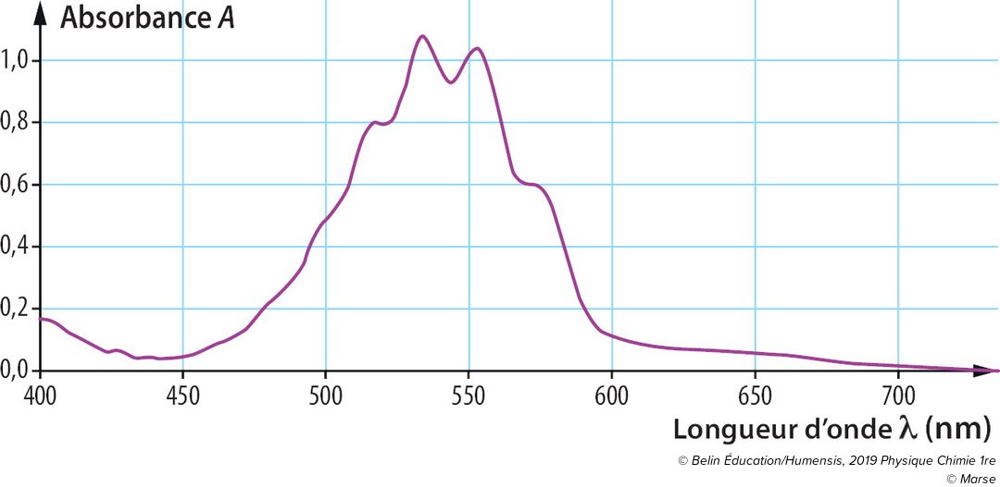 Absorbance A
1,0
0,8
0,6
0,4
0,2
0,0
400 450 500 550 600 650 700
Longueur d’onde λ (nm)
© Belin Éducation/Humensis, 2019 Physique Chimie 1re
© Marse